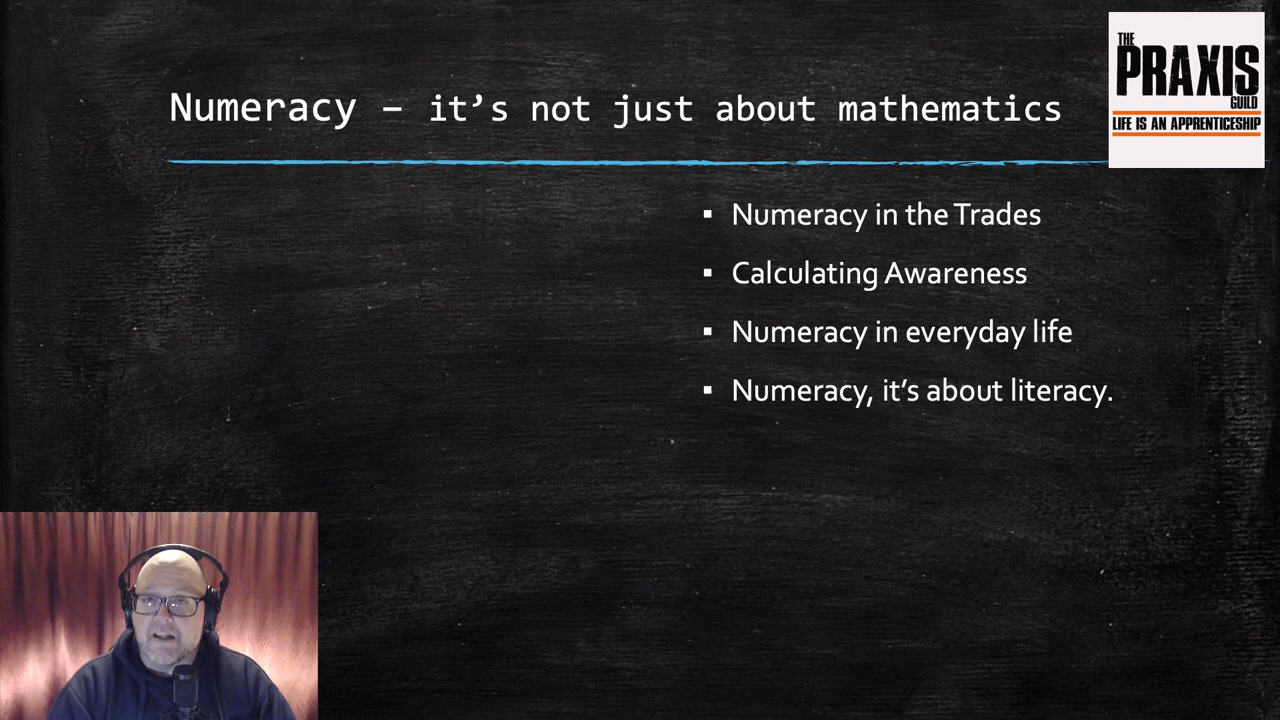 Numeracy – it's not just about mathematics
THE
PRAXIS
GUILD
LIFE IS AN APPRENTICESHIP
▪ Numeracy in the Trades
▪ Calculating Awareness
▪ Numeracy in everyday life
▪ Numeracy, it's about literacy.